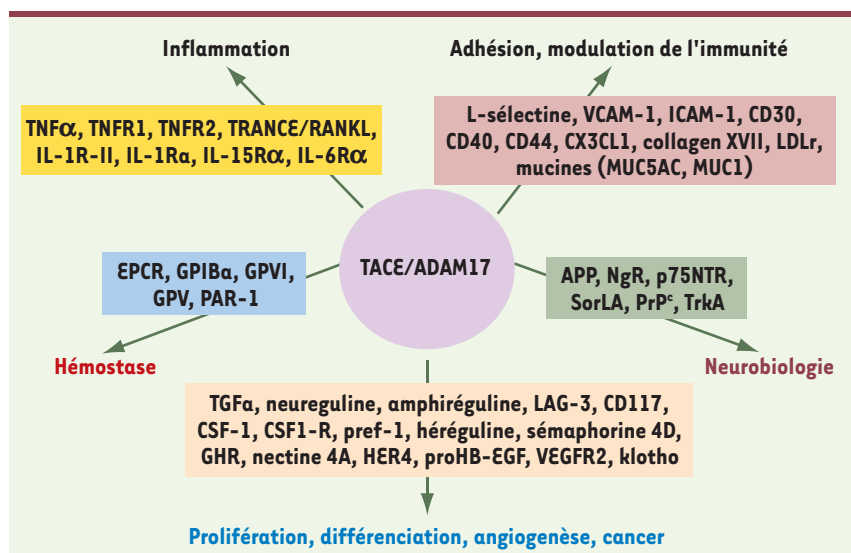 Inflammation
Adhésion, modulation de l'immunité
TNFα, TNFR1, TNFR2, TRANCE/RANKL,
IL-1R-II, IL-1Ra, IL-15Rα, IL-6Rα
L-sélectine, VCAM-1, ICAM-1, CD30,
CD40, CD44, CX3CL1, collagen XVII, LDLr,
mucines (MUC5AC, MUC1)
TACE/ADAM17
EPCR, GPIBa, GPVI,
GPV, PAR-1
APP, NgR, p75NTR,
SorLA, PrPᶜ, TrkA
Hémostase
Neurobiologie
TGFa, neureguline, amphiréguline, LAG-3, CD117,
CSF-1, CSF1-R, pref-1, héréguline, sémaphorine 4D,
GHR, nectine 4A, HER4, proHB-EGF, VEGFR2, klotho
Prolifération, différenciation, angiogenèse, cancer